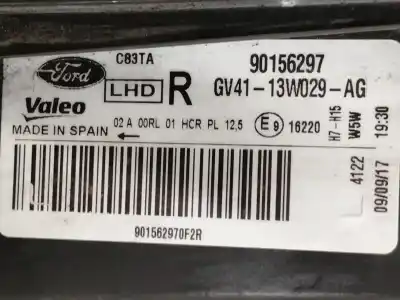 C83TA
90156297
Ford
LHD R
GV41-13W029-AG
Valeo
02 A 00RL 01 HCR PL 12,5
E9 16220
H7-H15
W5W
19:30
MADE IN SPAIN
4122
09/09/17
901562970F2R